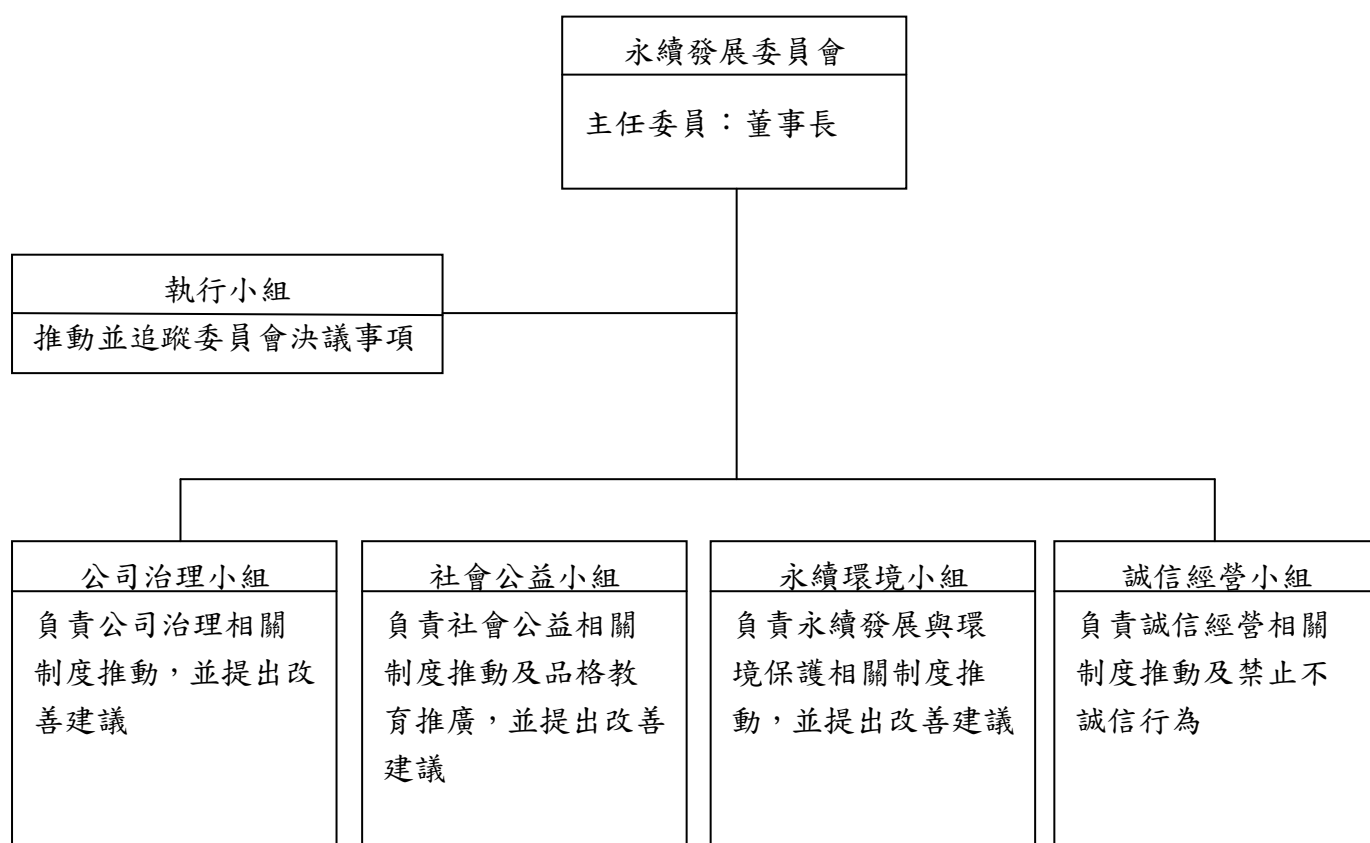 永續發展委員會
主任委員：董事長
執行小組
推動並追蹤委員會決議事項
公司治理小組
負責公司治理相關
制度推動，並提出改
善建議
社會公益小組
負責社會公益相關
制度推動及品格教
育推廣，並提出改善
建議
永續環境小組
負責永續發展與環
境保護相關制度推
動，並提出改善建議
誠信經營小組
負責誠信經營相關
制度推動及禁止不
誠信行為